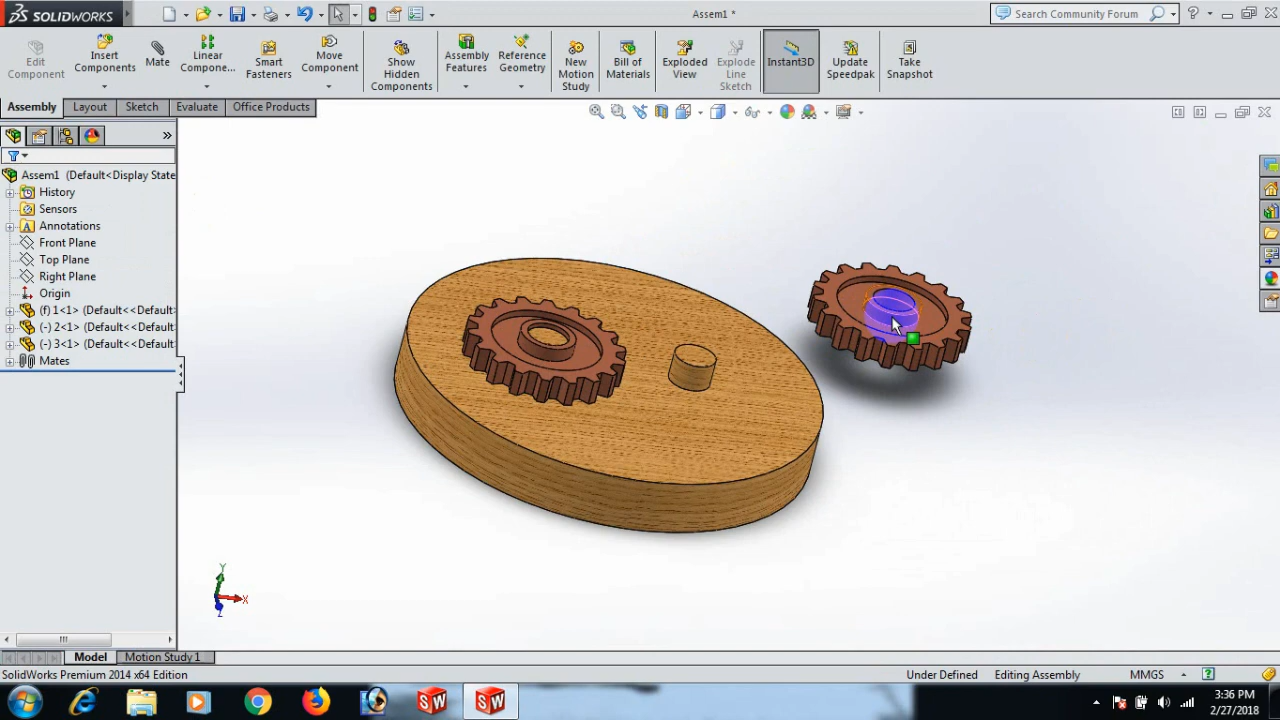 SOLIDWORKS
Assem1 *
Search Community Forum
Edit Component
Insert Components
Mate
Linear Compone...
Smart Fasteners
Move Component
Show Hidden Components
Assembly Features
Reference Geometry
New Motion Study
Bill of Materials
Exploded View
Explode Line Sketch
Instant3D
Update Speedpak
Take Snapshot
Assembly Layout Sketch Evaluate Office Products
Assem1 (Default<Display State
History
Sensors
Annotations
Front Plane
Top Plane
Right Plane
Origin
(f) 1<1> (Default<<Default
(-) 2<1> (Default<<Default
(-) 3<1> (Default<<Default
Mates
Y
X
Z
Model Motion Study 1
SolidWorks Premium 2014 x64 Edition Under Defined Editing Assembly MMGS
3:36 PM
2/27/2018